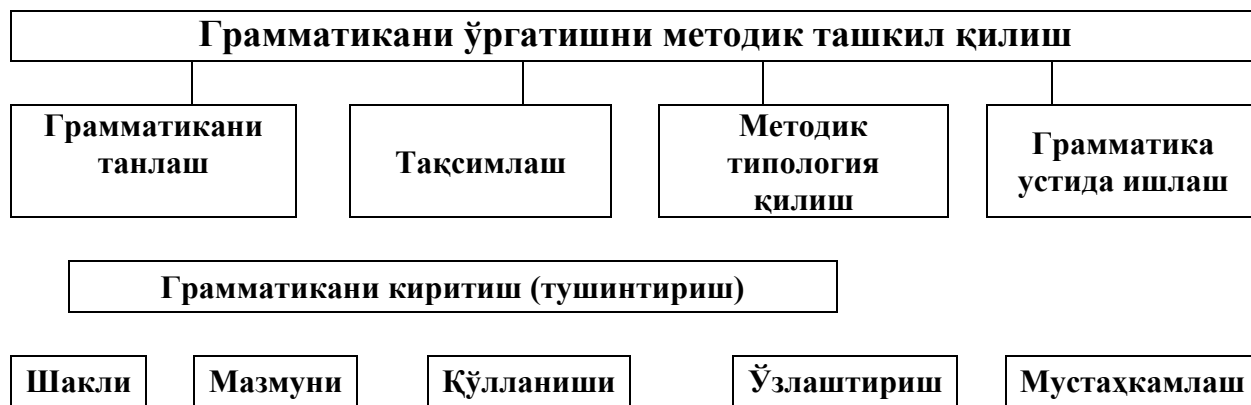 Грамматикани ўргатишни методик ташкил қилиш
Грамматикани
танлаш
Тақсимлаш
Методик
типология
қилиш
Грамматика
устида ишлаш
Грамматикани киритиш (тушинтириш)
Шакли
Мазмуни
Қўлланиши
Ўзлаштириш
Мустаҳкамлаш